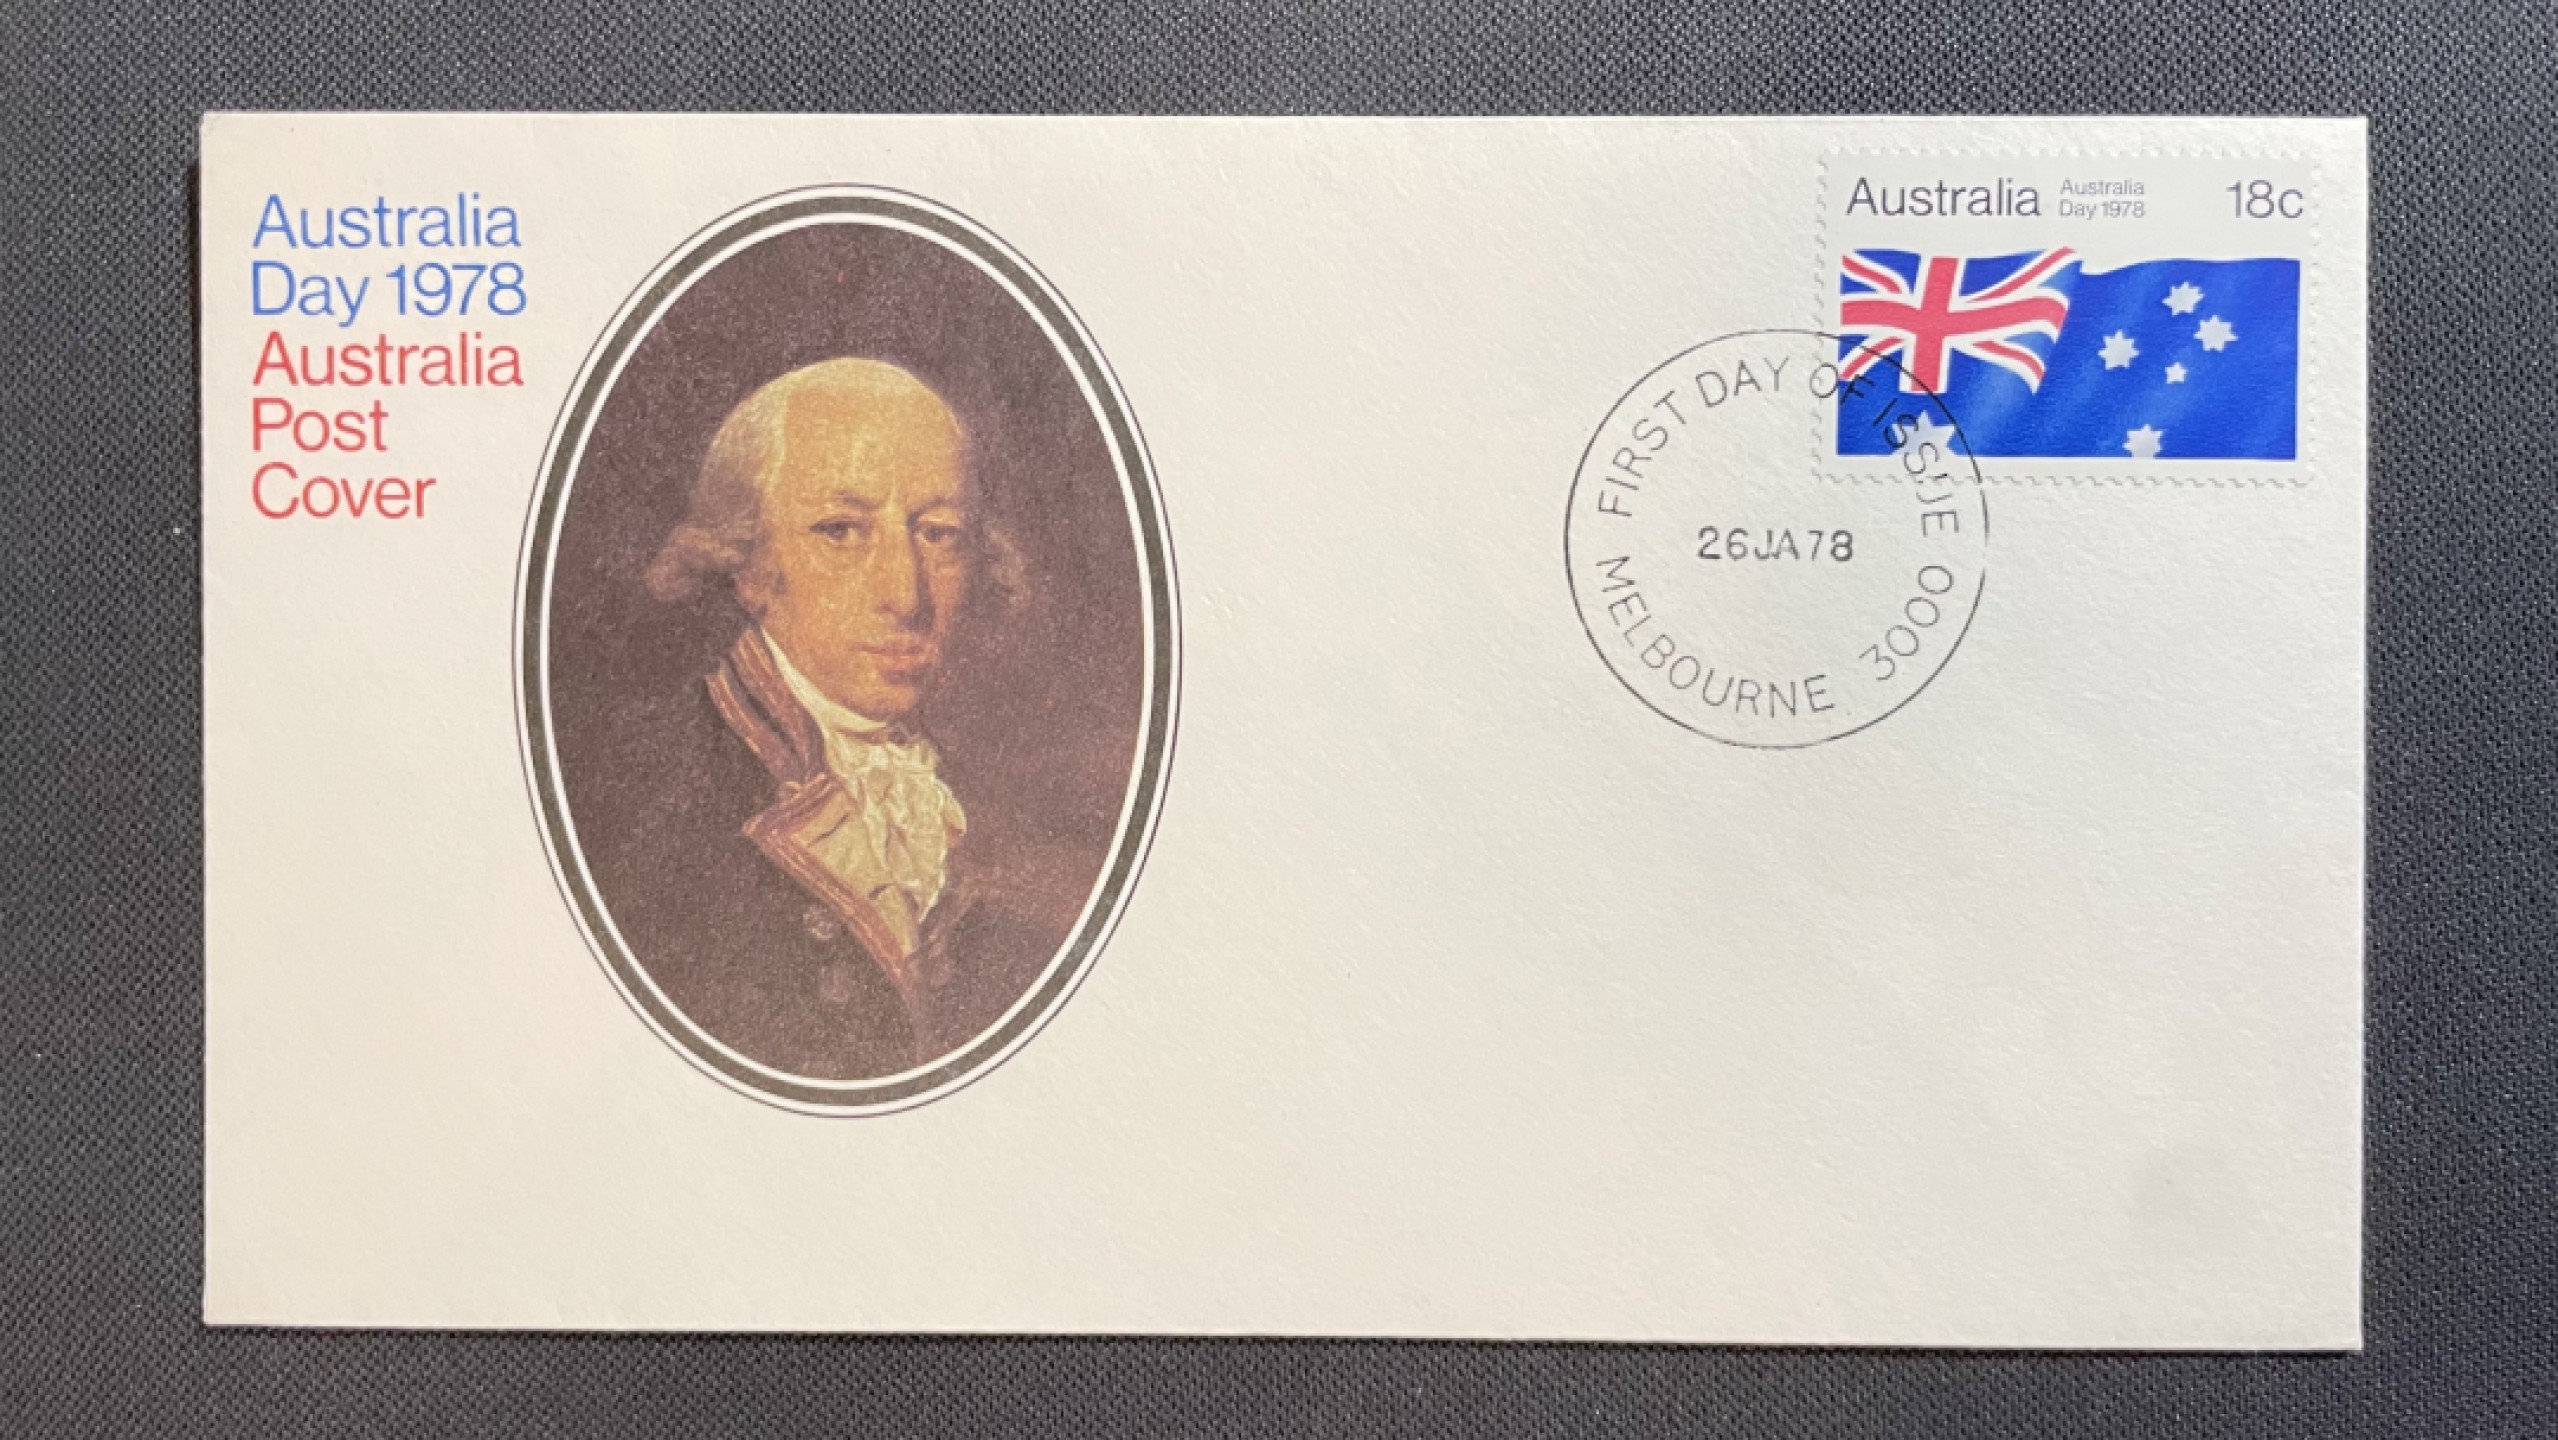 Australia
Day 1978
Australia
Post
Cover
Australia
Australia
Day 1978
18c
FIRST DAY OF ISSUE
26JA78
MELBOURNE 3000